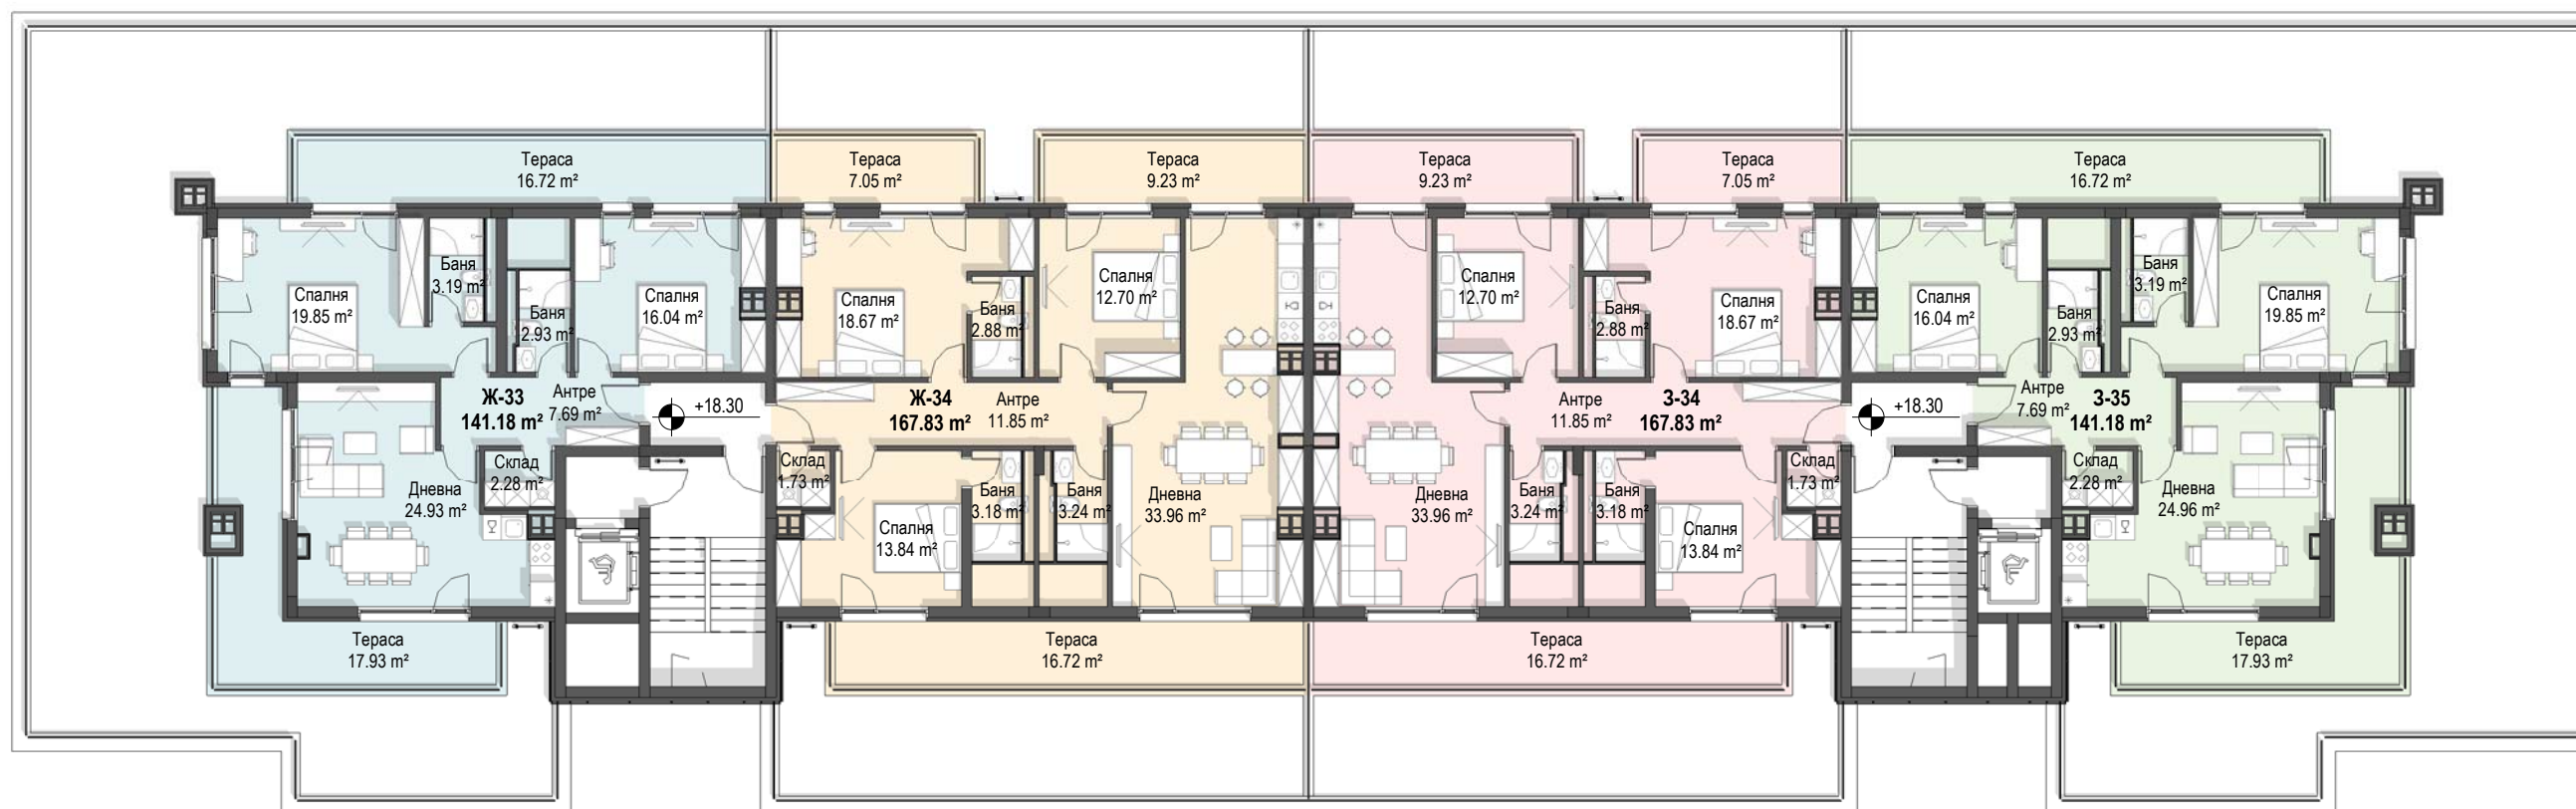 Тераса
16.72 m²
Тераса
7.05 m²
Тераса
9.23 m²
Тераса
9.23 m²
Тераса
7.05 m²
Тераса
16.72 m²
Спалня
19.85 m²
Баня
3.19 m²
Баня
2.93 m²
Спалня
16.04 m²
Спалня
18.67 m²
Баня
2.88 m²
Спалня
12.70 m²
Спалня
12.70 m²
Баня
2.88 m²
Спалня
18.67 m²
Спалня
16.04 m²
Баня
2.93 m²
Баня
3.19 m²
Спалня
19.85 m²
Ж-33
141.18 m²
Антре
7.69 m²
+18.30
Ж-34
167.83 m²
Антре
11.85 m²
Антре
11.85 m²
З-34
167.83 m²
+18.30
Антре
7.69 m²
З-35
141.18 m²
Дневна
24.93 m²
Склад
2.28 m²
Склад
1.73 m²
Спалня
13.84 m²
Баня
3.18 m²
Баня
3.24 m²
Дневна
33.96 m²
Дневна
33.96 m²
Баня
3.24 m²
Баня
3.18 m²
Спалня
13.84 m²
Склад
1.73 m²
Склад
2.28 m²
Дневна
24.96 m²
Тераса
17.93 m²
Тераса
16.72 m²
Тераса
16.72 m²
Тераса
17.93 m²